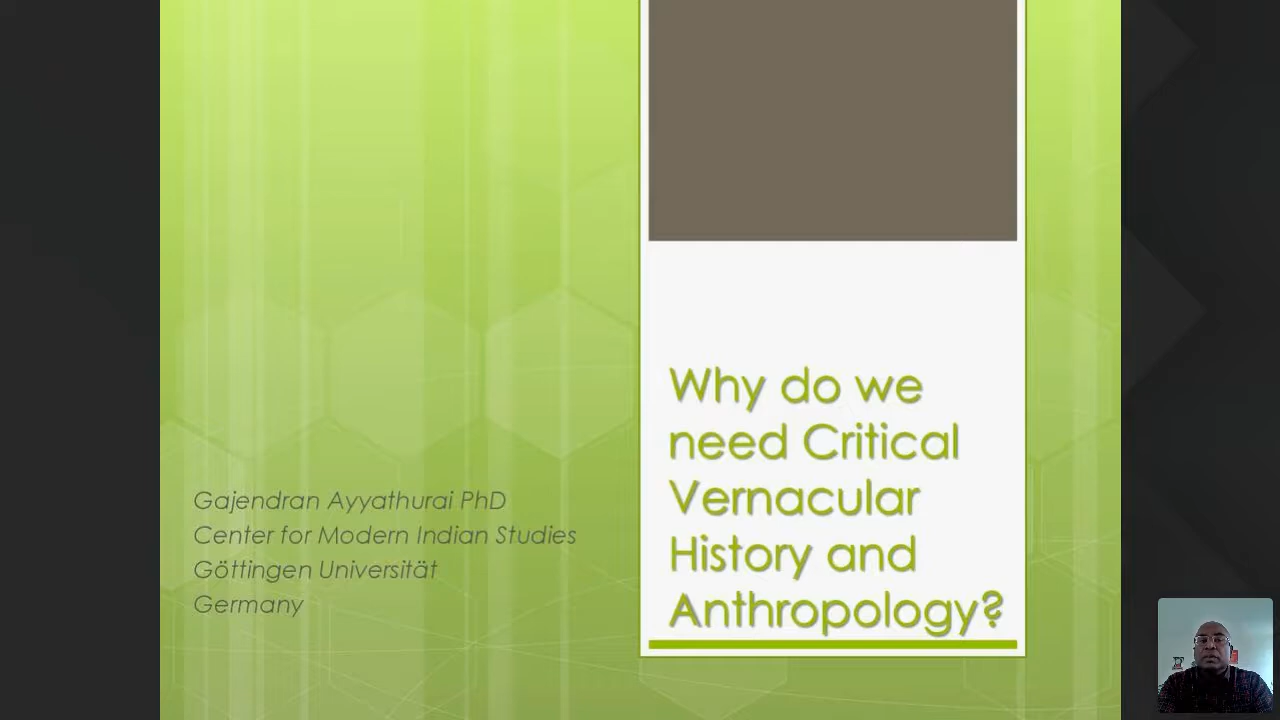 Why do we
need Critical
Vernacular
History and
Anthropology?
Gajendran Ayyathurai PhD
Center for Modern Indian Studies
Göttingen Universität
Germany